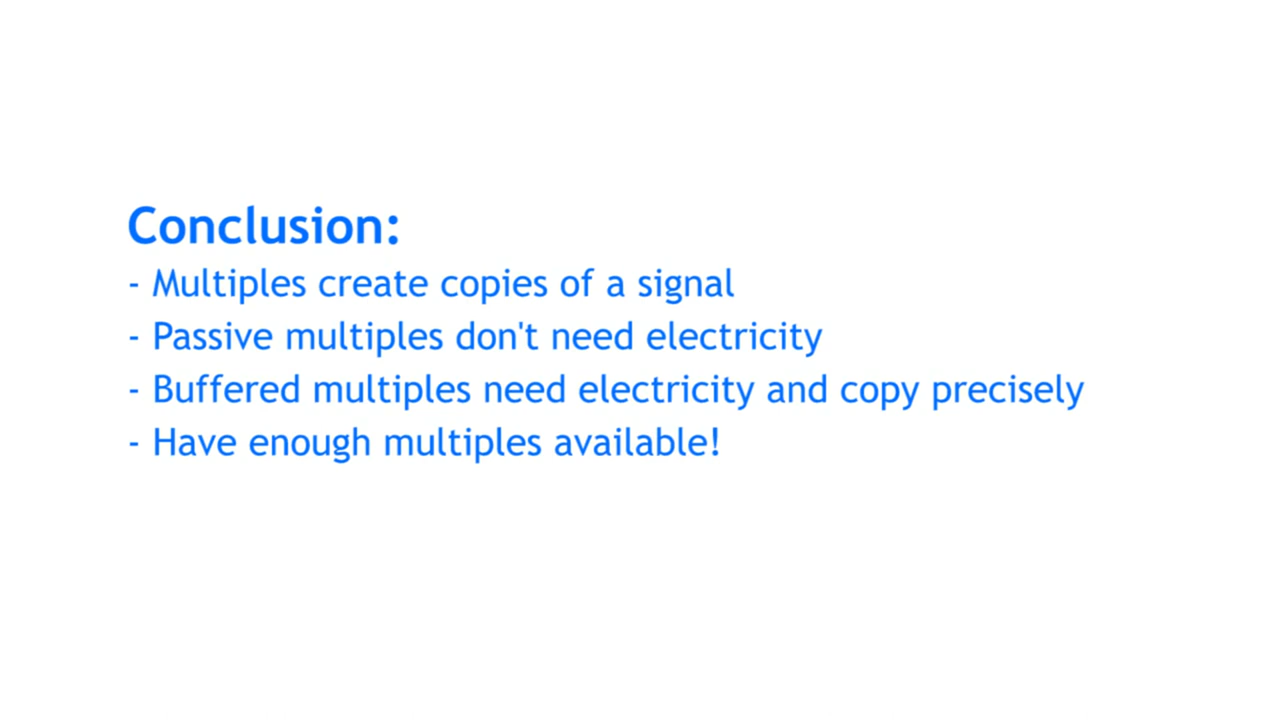 Conclusion:
- Multiples create copies of a signal
- Passive multiples don't need electricity
- Buffered multiples need electricity and copy precisely
- Have enough multiples available!